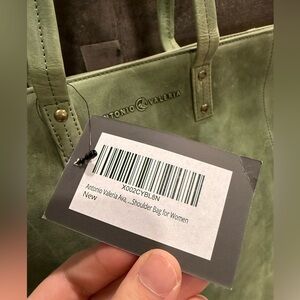 ANTONIO VALERIA
X002CYBL8N
Antonio Valeria Ava, ...Shoulder Bag for Women
New